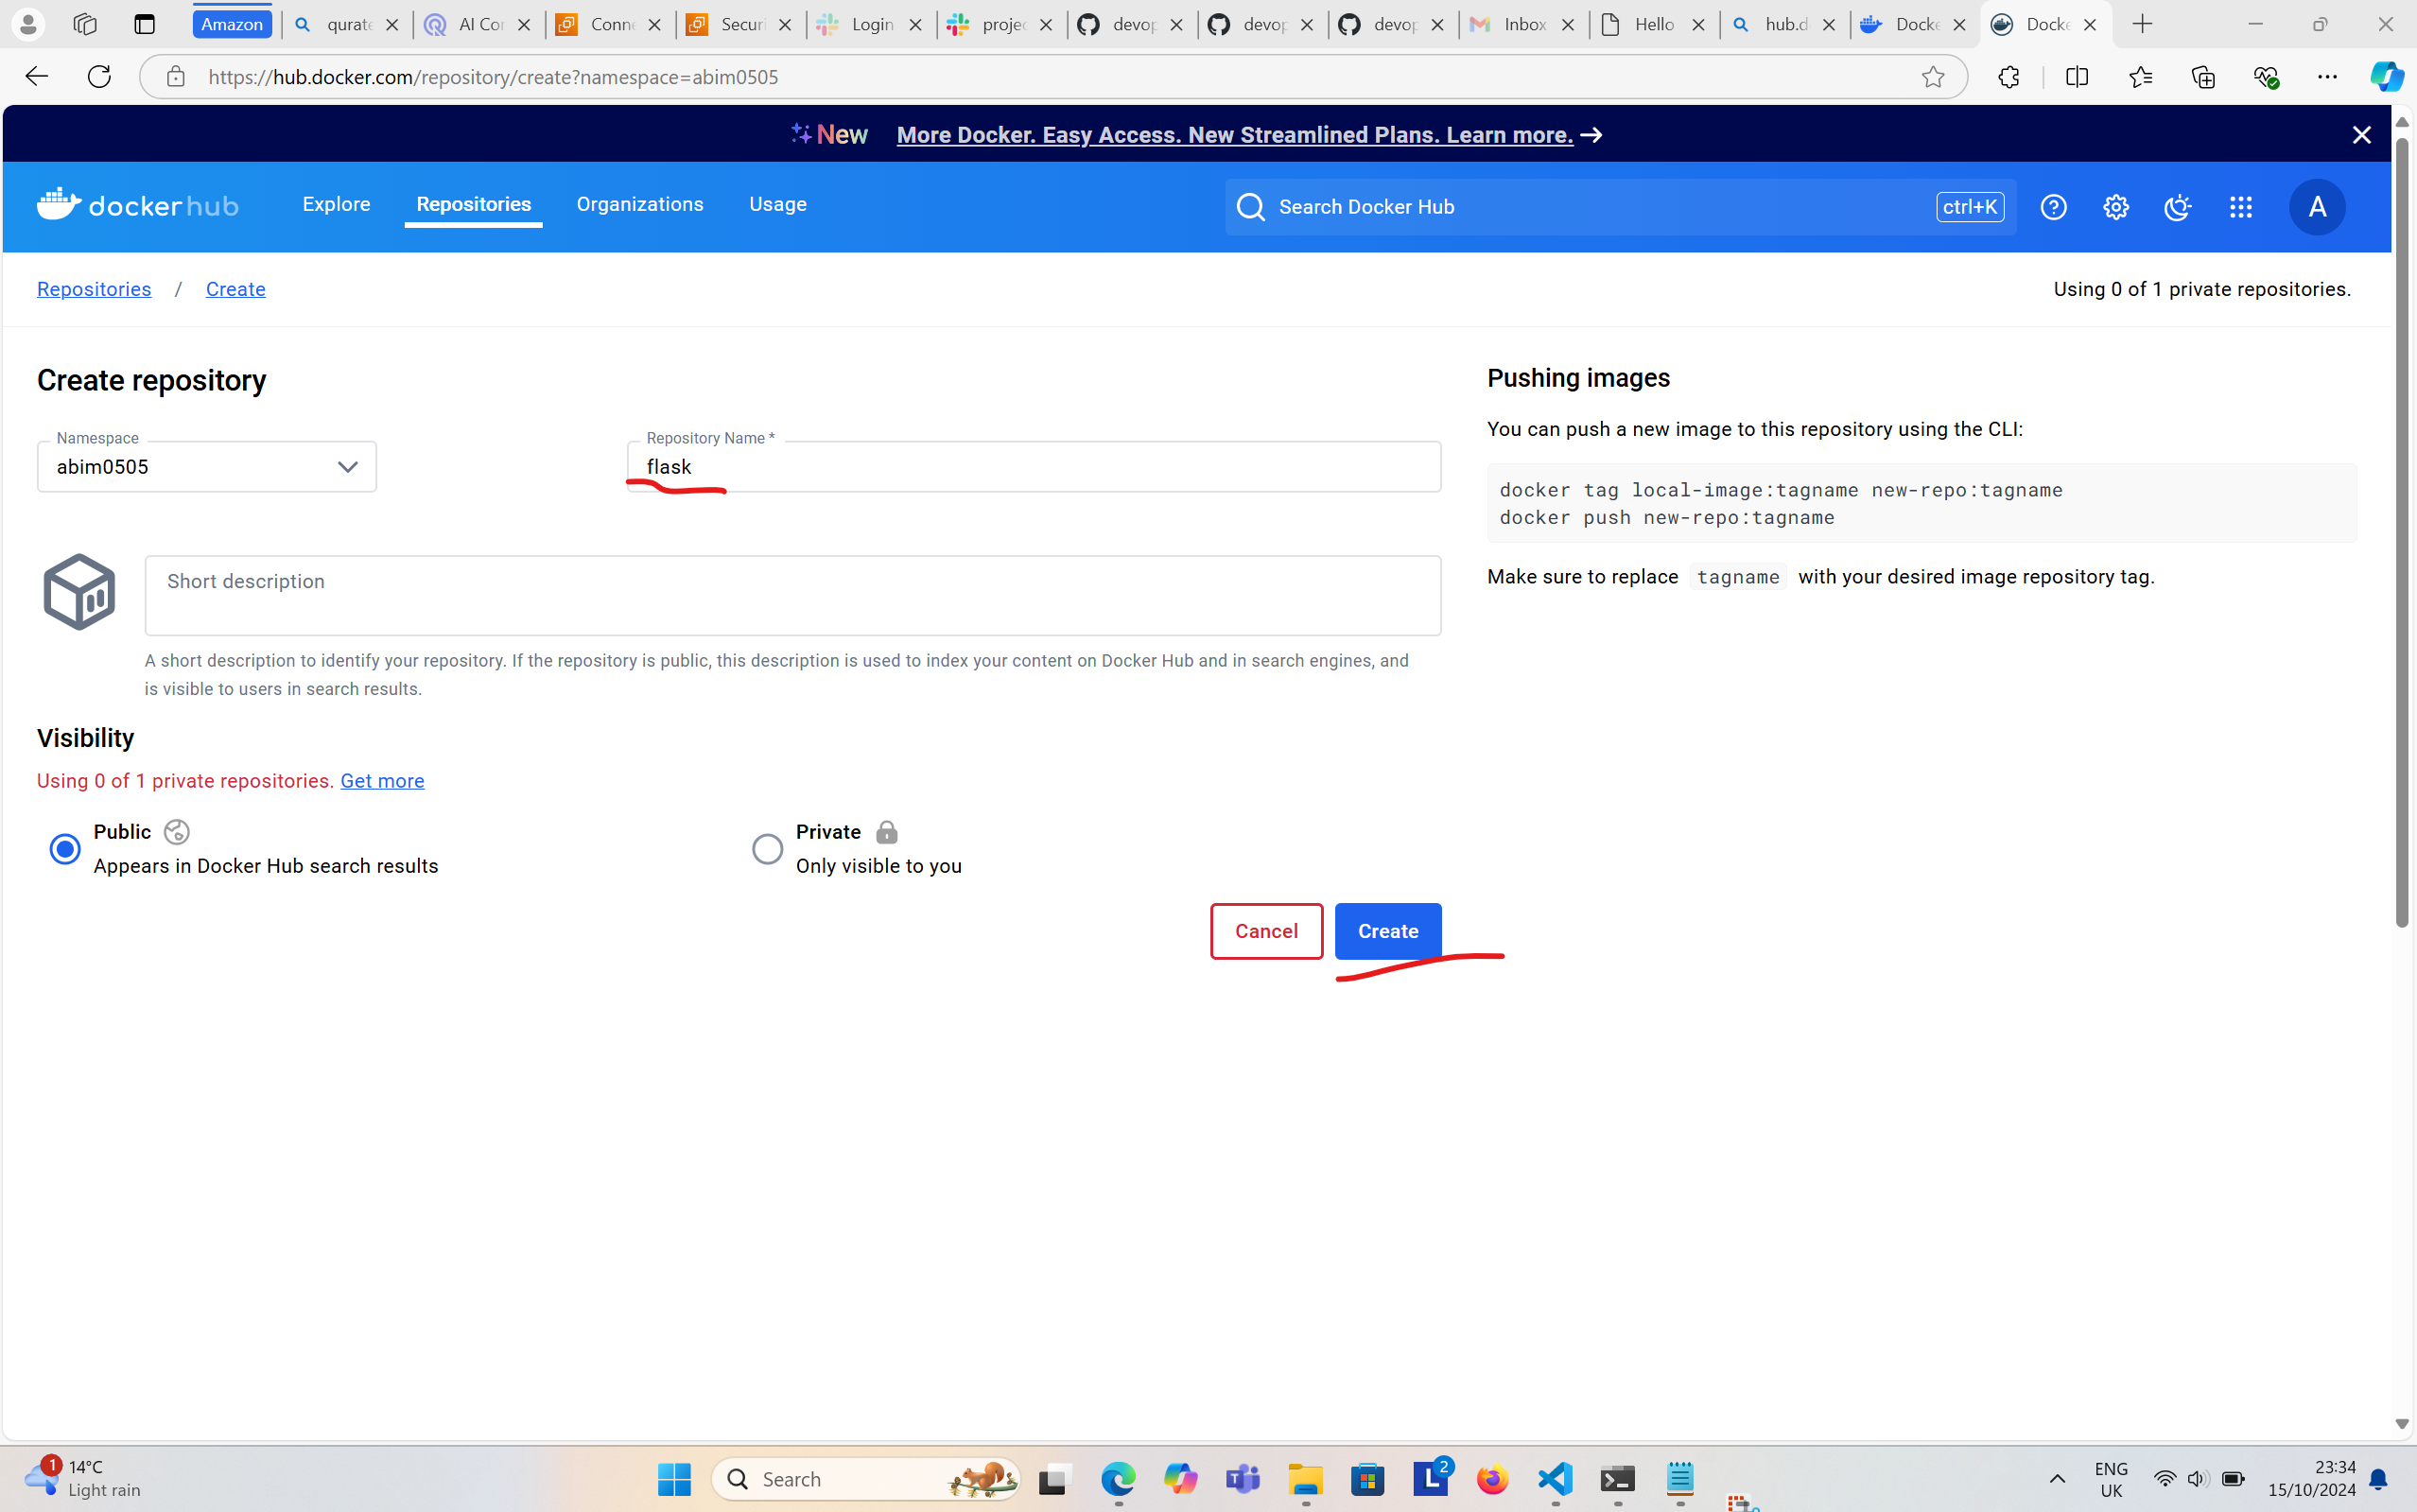 Amazon
qurate
AI Cor
Conne
Securi
Login
projec
devop
devop
devop
Inbox
Hello
hub.d
Docke
Docke
https://hub.docker.com/repository/create?namespace=abim0505
New More Docker. Easy Access. New Streamlined Plans. Learn more. →
docker hub
Explore
Repositories
Organizations
Usage
Search Docker Hub
ctrl+K
A
Repositories / Create
Using 0 of 1 private repositories.
Create repository
Namespace
abim0505
Repository Name *
flask
Short description
A short description to identify your repository. If the repository is public, this description is used to index your content on Docker Hub and in search engines, and
is visible to users in search results.
Visibility
Using 0 of 1 private repositories. Get more
Public
Appears in Docker Hub search results
Private
Only visible to you
Cancel
Create
Pushing images
You can push a new image to this repository using the CLI:
docker tag local-image:tagname new-repo:tagname
docker push new-repo:tagname
Make sure to replace tagname with your desired image repository tag.
1
14°C
Light rain
Search
L
2
ENG
UK
23:34
15/10/2024